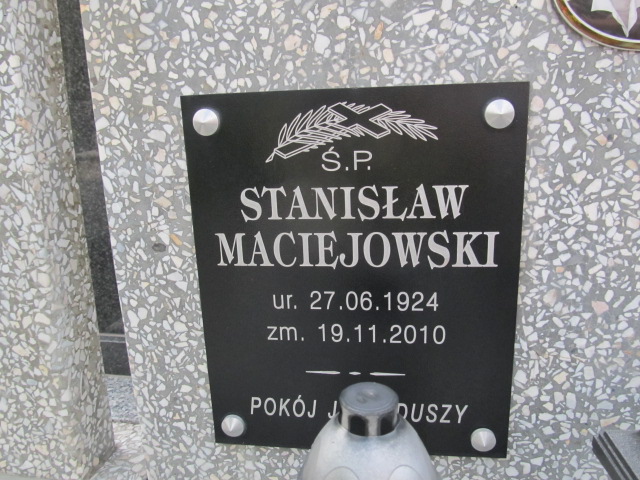 Ś.P.
STANISŁAW
MACIEJOWSKI
ur. 27.06.1924
zm. 19.11.2010
POKÓJ DUSZY